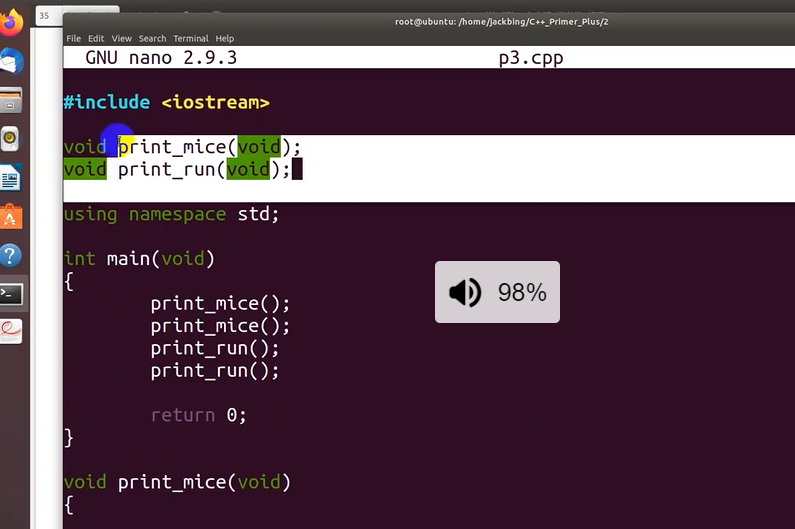 35
root@ubuntu: /home/jackbing/C++_Primer_Plus/2
File Edit View Search Terminal Help
GNU nano 2.9.3 p3.cpp
#include <iostream>
void print_mice(void);
void print_run(void);
using namespace std;
int main(void)
{
print_mice();
print_mice();
print_run();
print_run();
return 0;
}
void print_mice(void)
{
98%